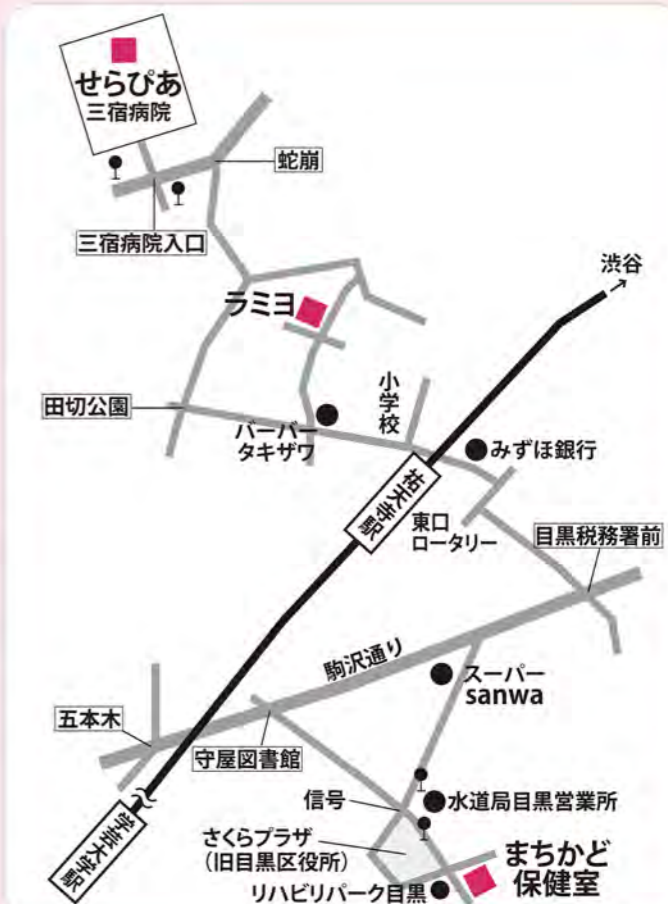 せらぴあ
三宿病院
蛇崩
三宿病院入口
渋谷
→
ラミヨ
小学校
田切公園
バーバー
タキザワ
みずほ銀行
祐天寺駅
東口
ロータリー
目黒税務署前
駒沢通り
スーパー
sanwa
五本木
守屋図書館
信号
水道局目黒営業所
学芸大学駅
さくらプラザ
(旧目黒区役所)
まちかど
保健室
リハビリパーク目黒